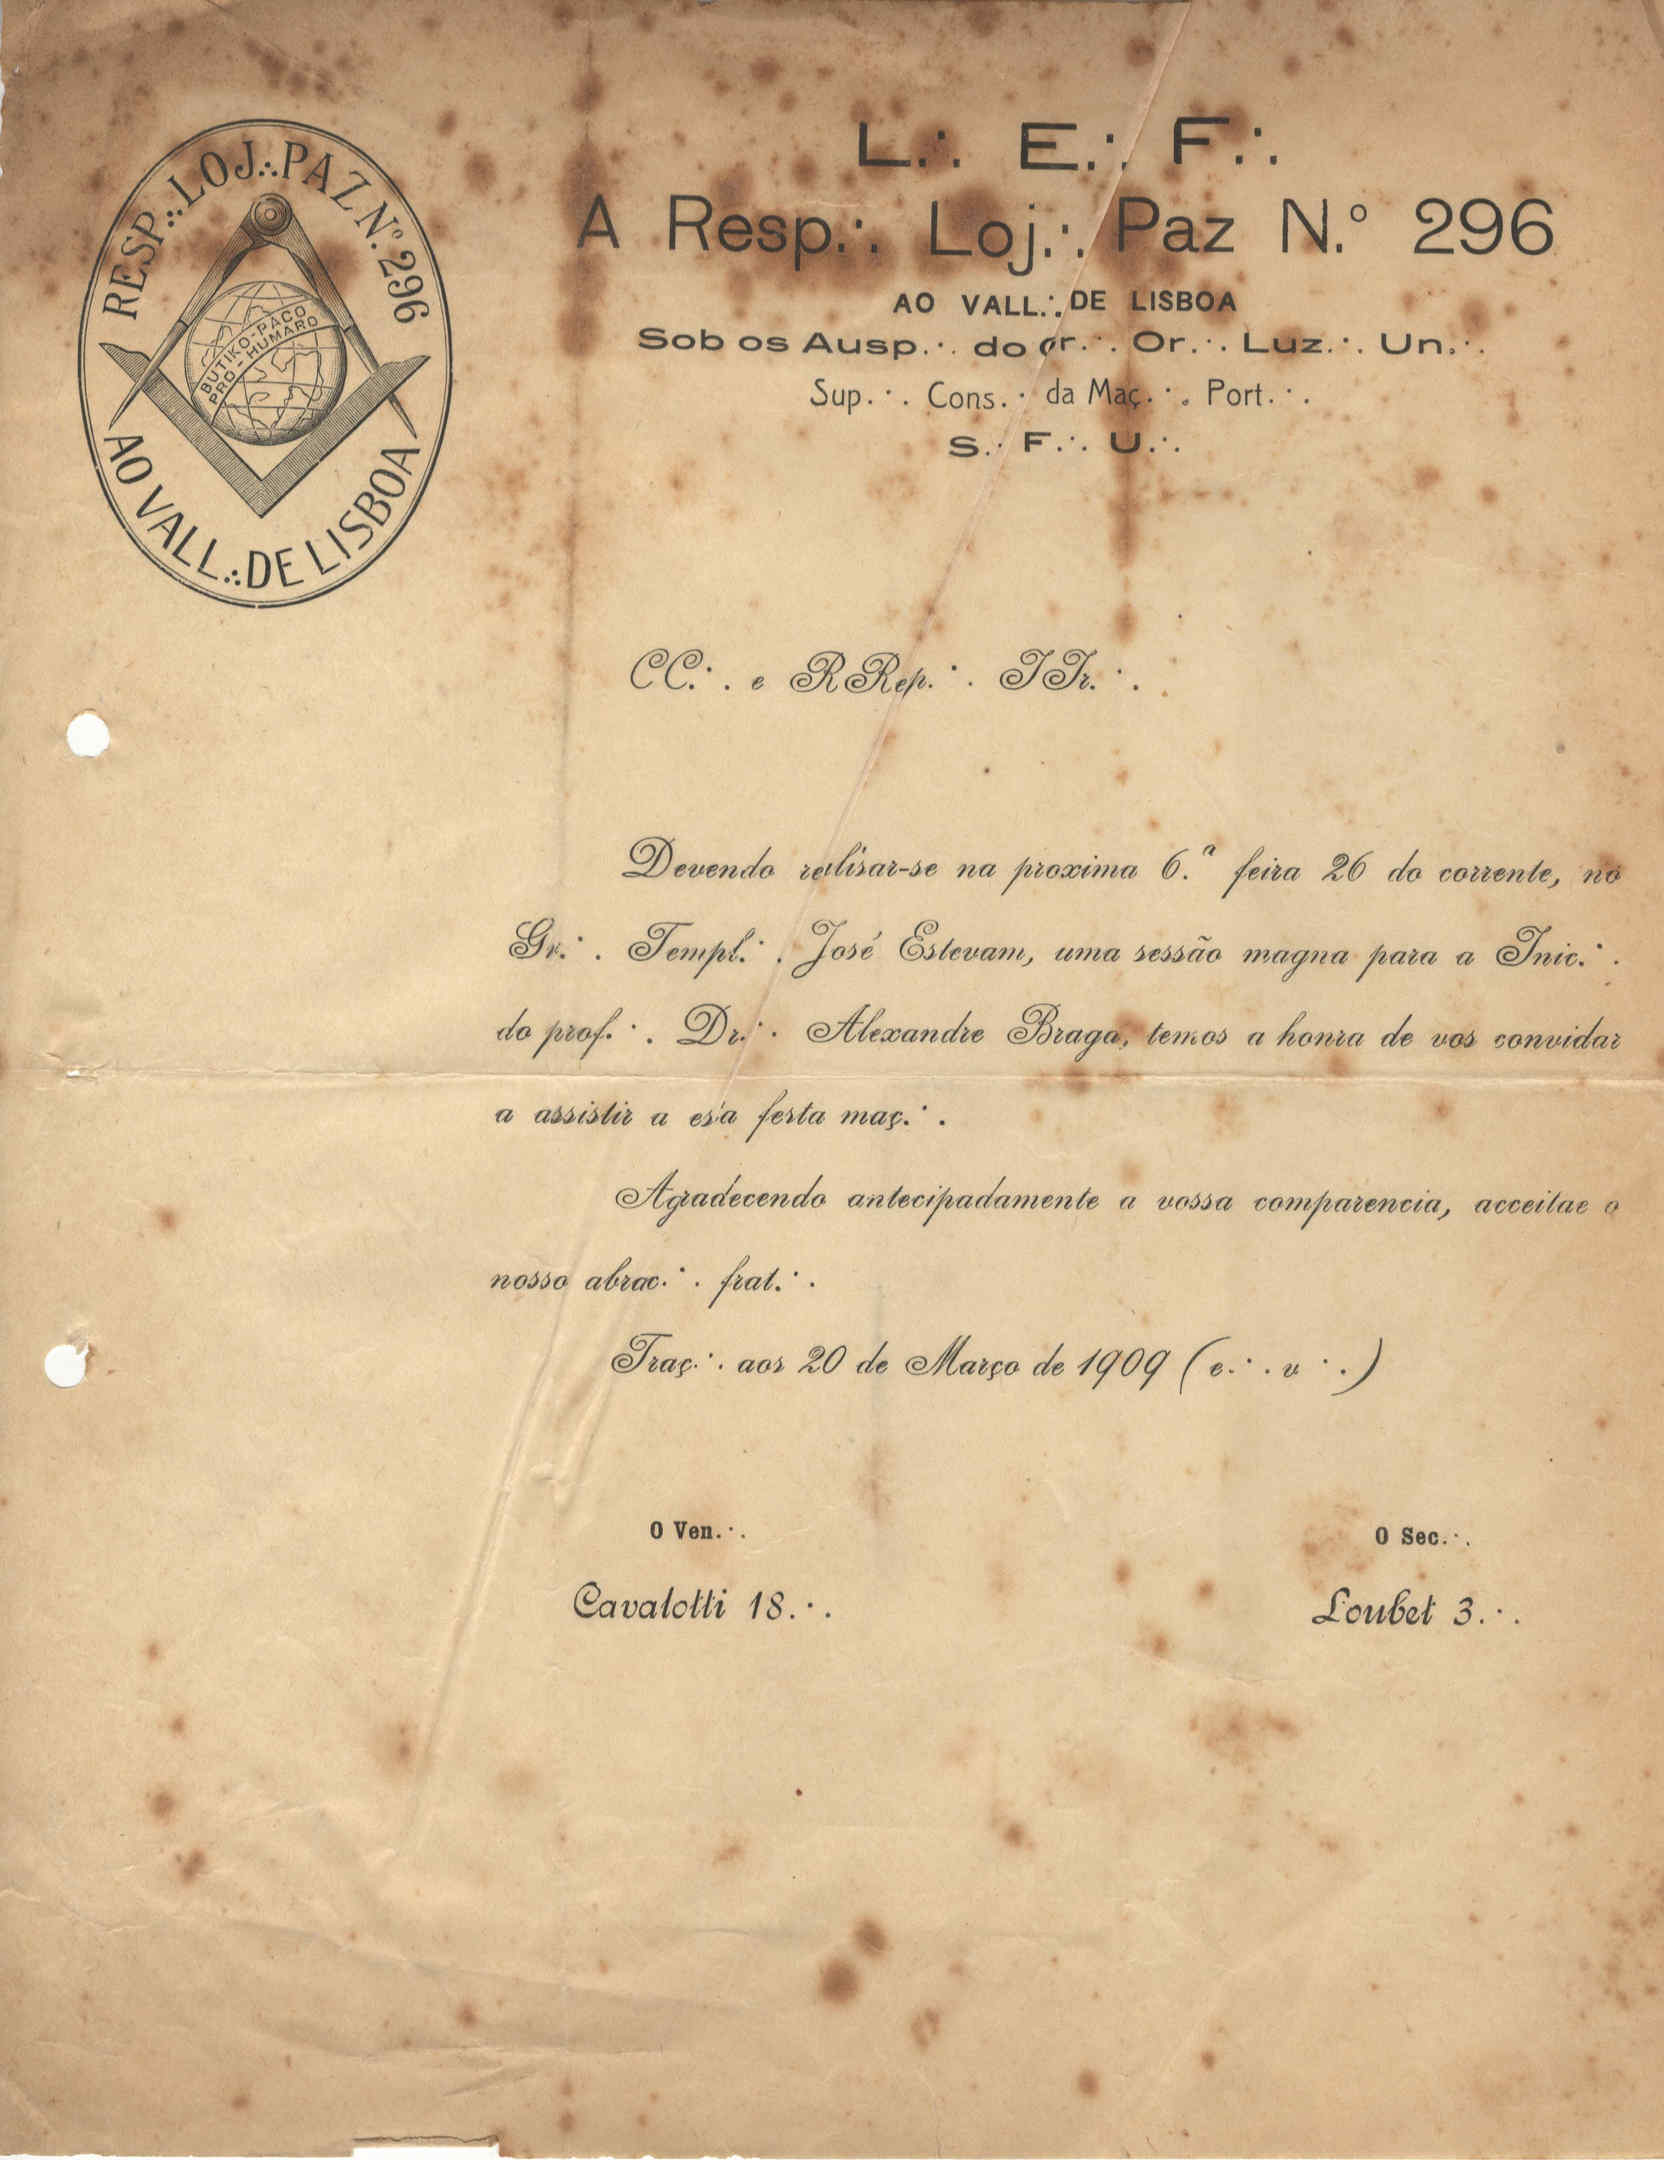 RESP.∴ LOJ.∴ PAZ N.º 296
BUTIKO-PACO
PRO-HUMARO
AO VALL.∴ DE LISBOA
L.∴ E.∴ F.∴
A Resp.∴ Loj.∴ Paz N.º 296
AO VALL.∴ DE LISBOA
Sob os Ausp.∴ do Gr.∴ Or.∴ Luz.∴ Un.∴
Sup.∴ Cons.∴ da Maç.∴ Port.∴
S.∴ F.∴ U.∴
CC.∴ e RRep.∴ IIr.∴
Devendo realisar-se na proxima 6.ª feira 26 do corrente, no
Gr.∴ Templ.∴ José Estevam, uma sessão magna para a Inic.∴
do prof.∴ Dr.∴ Alexandre Braga, temos a honra de vos convidar
a assistir a esta festa maç.∴
Agradecendo antecipadamente a vossa comparencia, acceitae o
nosso abrac.∴ frat.∴
Traç.∴ aos 20 de Março de 1909 (e.∴ v.∴)
O Ven.∴ O Sec.∴
Cavalotti 18.∴ Loubet 3.∴